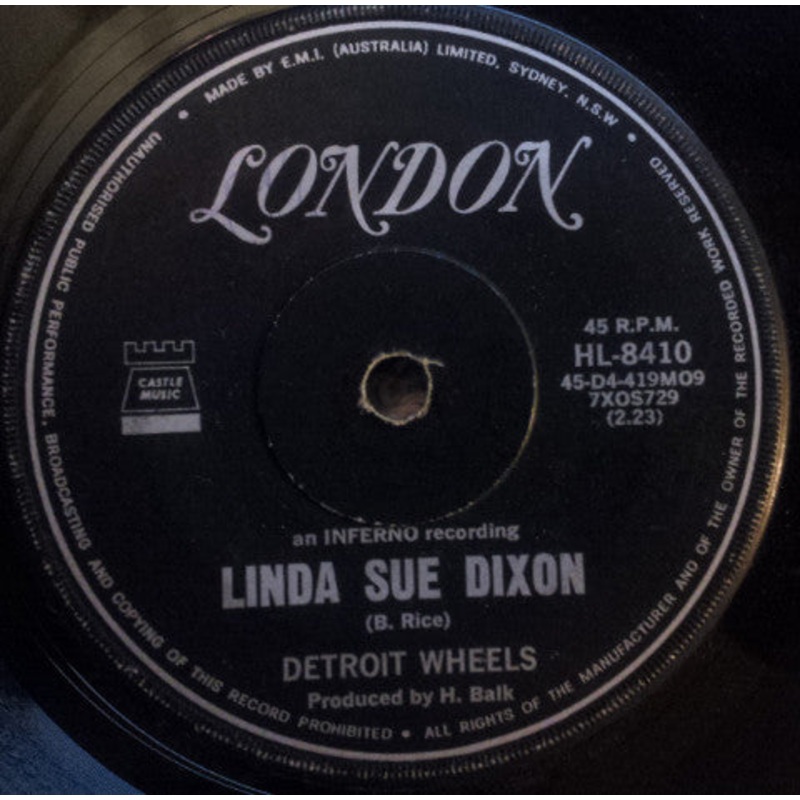 MADE BY E.M.I. (AUSTRALIA) LIMITED. SYDNEY. N.S.W
LONDON
CASTLE
MUSIC
45 R.P.M.
HL-8410
45-D4-419MO9
7XOS729
(2.23)
an INFERNO recording
LINDA SUE DIXON
(B. Rice)
DETROIT WHEELS
Produced by H. Balk
UNAUTHORISED PUBLIC PERFORMANCE, BROADCASTING AND COPYING OF THIS RECORD PROHIBITED • ALL RIGHTS OF THE MANUFACTURER AND OF THE OWNER OF THE RECORDED WORK RESERVED